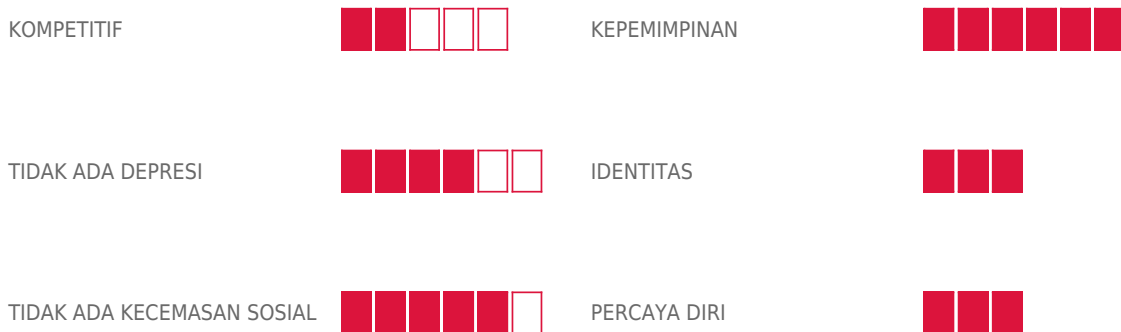 KOMPETITIF
KEPEMIMPINAN
TIDAK ADA DEPRESI
IDENTITAS
TIDAK ADA KECEMASAN SOSIAL
PERCAYA DIRI